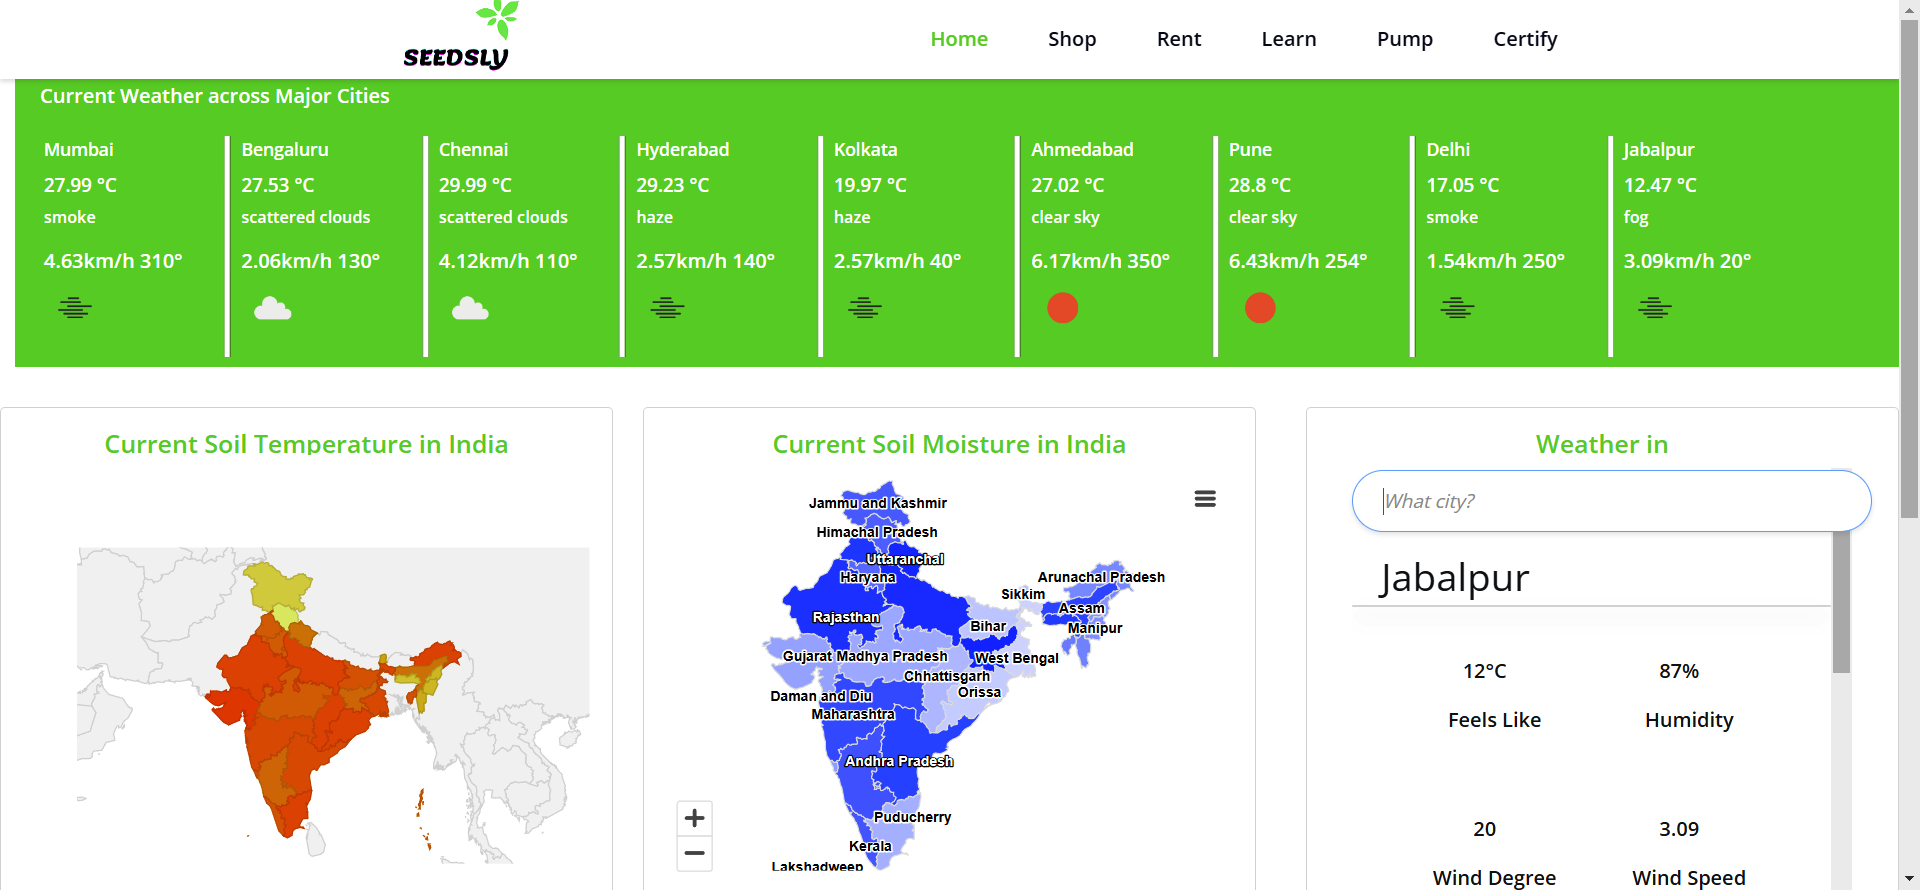 SEEDSLY
Home Shop Rent Learn Pump Certify
Current Weather across Major Cities
Mumbai
27.99 °C
smoke
4.63km/h 310°
Bengaluru
27.53 °C
scattered clouds
2.06km/h 130°
Chennai
29.99 °C
scattered clouds
4.12km/h 110°
Hyderabad
29.23 °C
haze
2.57km/h 140°
Kolkata
19.97 °C
haze
2.57km/h 40°
Ahmedabad
27.02 °C
clear sky
6.17km/h 350°
Pune
28.8 °C
clear sky
6.43km/h 254°
Delhi
17.05 °C
smoke
1.54km/h 250°
Jabalpur
12.47 °C
fog
3.09km/h 20°
Current Soil Temperature in India
Current Soil Moisture in India
Jammu and Kashmir
Himachal Pradesh
Uttaranchal
Haryana
Arunachal Pradesh
Sikkim
Assam
Rajasthan
Bihar
Manipur
Gujarat Madhya Pradesh
West Bengal
Chhattisgarh
Orissa
Daman and Diu
Maharashtra
Andhra Pradesh
Puducherry
Kerala
Lakshadweep
+
−
Weather in
What city?
Jabalpur
12°C 87%
Feels Like Humidity
20 3.09
Wind Degree Wind Speed